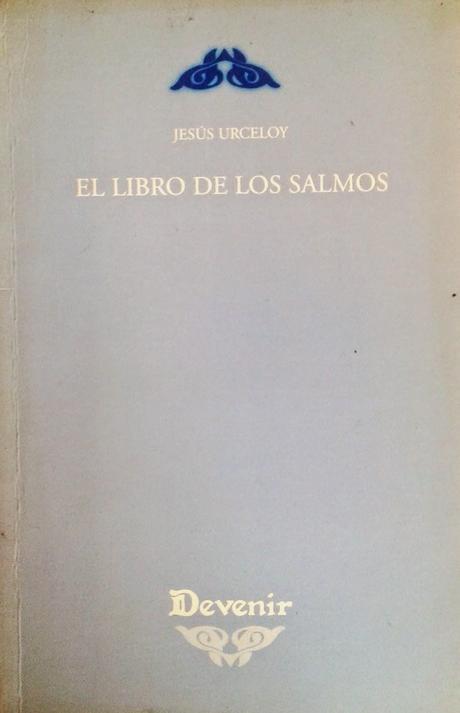 JESÚS URCELOY
EL LIBRO DE LOS SALMOS
Devenir